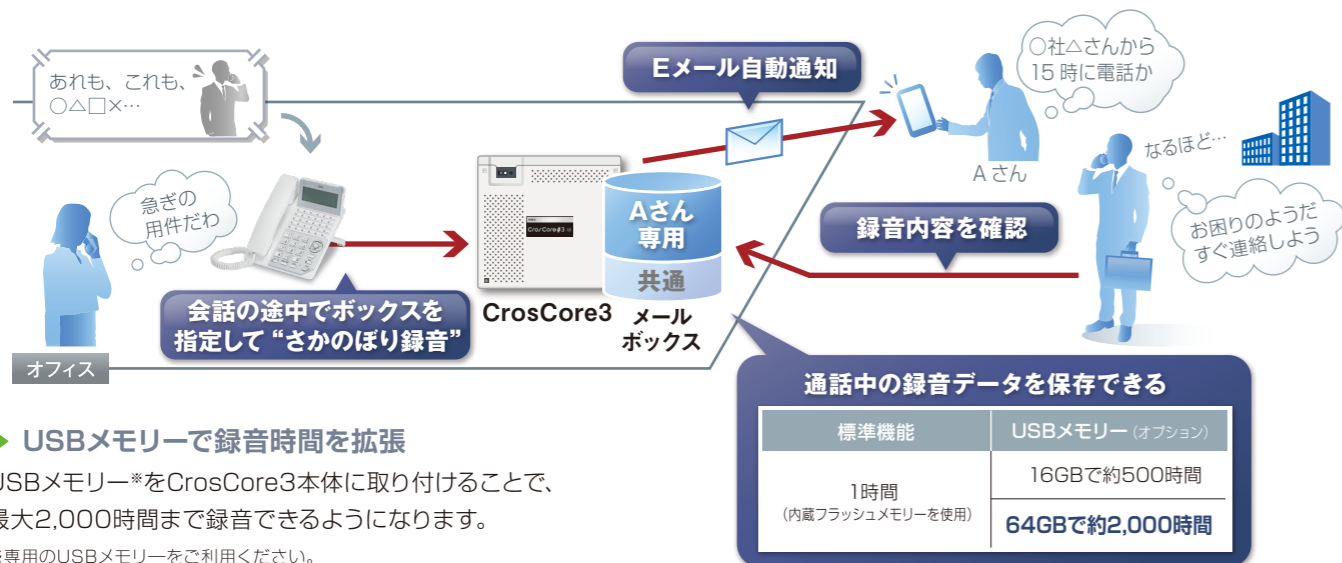 あれも、これも、
○△□×…
急ぎの
用件だわ
オフィス
会話の途中でボックスを
指定して“さかのぼり録音”
CrosCore3
Aさん
専用
共通
CrosCore3
メール
ボックス
Eメール自動通知
○社△さんから
15時に電話か
Aさん
録音内容を確認
なるほど…
お困りのようだ
すぐ連絡しよう
通話中の録音データを保存できる
標準機能 USBメモリー(オプション)
1時間
(内蔵フラッシュメモリーを使用)
16GBで約500時間
64GBで約2,000時間
USBメモリーで録音時間を拡張
USBメモリー※をCrosCore3本体に取り付けることで、
最大2,000時間まで録音できるようになります。
※専用のUSBメモリーをご利用ください。